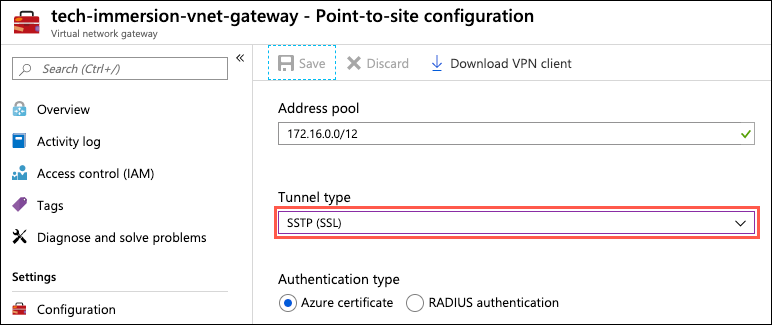 tech-immersion-vnet-gateway - Point-to-site configuration
Virtual network gateway
Search (Ctrl+/)
«
Save
Discard
Download VPN client
Overview
Activity log
Access control (IAM)
Tags
Diagnose and solve problems
Settings
Configuration
Address pool
172.16.0.0/12
Tunnel type
SSTP (SSL)
Authentication type
Azure certificate
RADIUS authentication